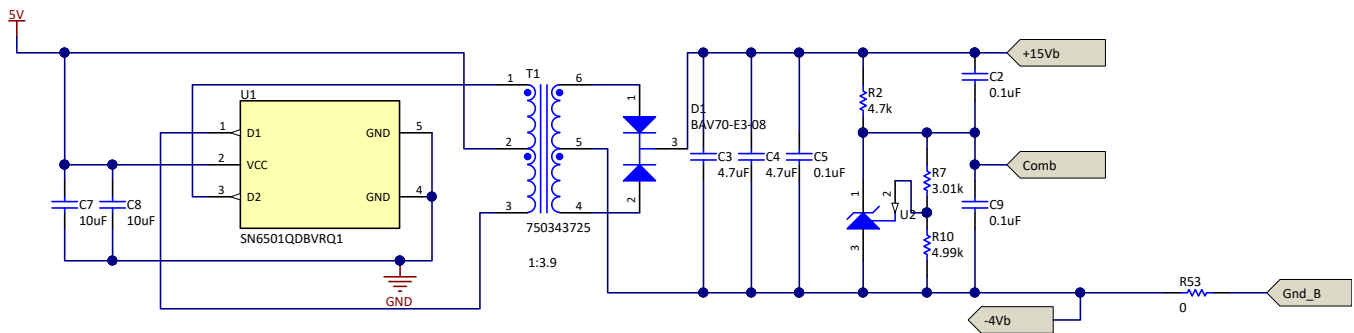 5V
+15Vb
T1
C2
0.1uF
1
6
U1
R2
4.7k
1
D1
BAV70-E3-08
1
D1
GND
5
2
5
3
C3
4.7uF
C4
4.7uF
C5
0.1uF
2
VCC
Comb
R7
3.01k
3
D2
GND
4
1
2
U2
C7
10uF
C8
10uF
2
C9
0.1uF
3
4
SN6501QDBVRQ1
750343725
3
R10
4.99k
1:3.9
GND
R53
0
Gnd_B
-4Vb